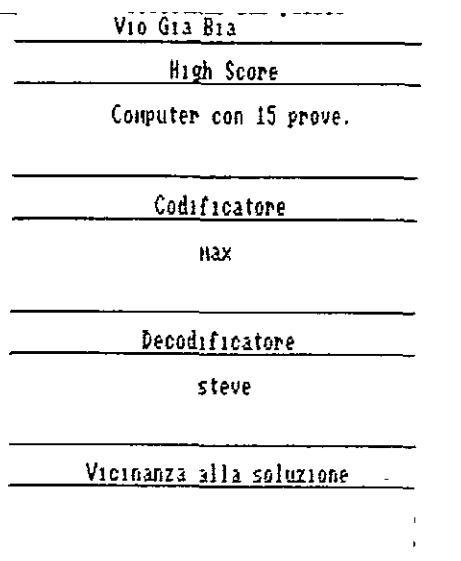 Vio Gia Bia
High Score
Computer con 15 prove.
Codificatore
max
Decodificatore
steve
Vicinanza alla soluzione